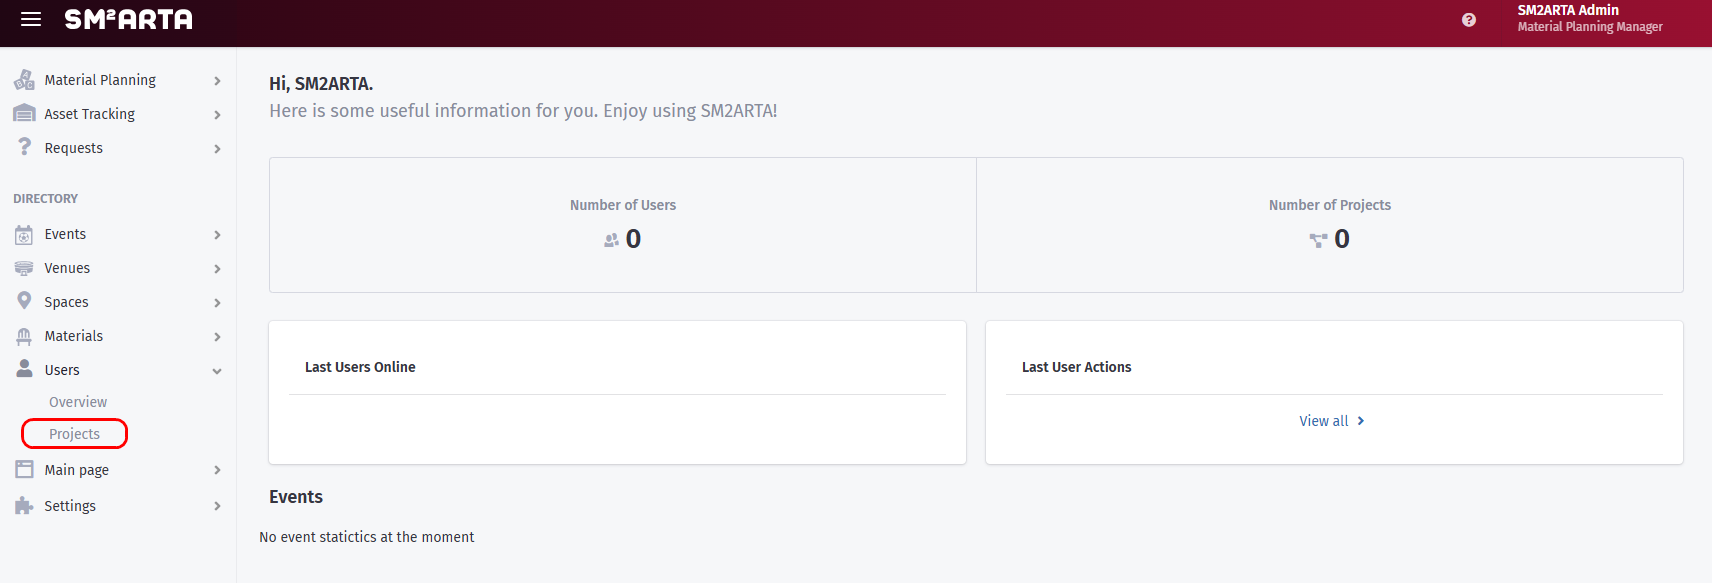 SM²ARTA
SM2ARTA Admin
Material Planning Manager
Material Planning
Asset Tracking
Requests
DIRECTORY
Events
Venues
Spaces
Materials
Users
Overview
Projects
Main page
Settings
Hi, SM2ARTA.
Here is some useful information for you. Enjoy using SM2ARTA!
Number of Users
0
Number of Projects
0
Last Users Online
Last User Actions
View all
Events
No event statictics at the moment